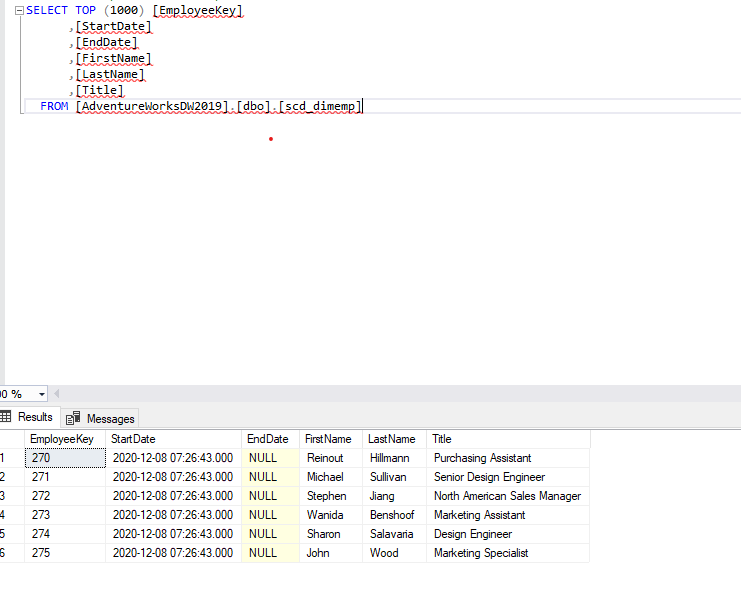 SELECT TOP (1000) [EmployeeKey]
,[StartDate]
,[EndDate]
,[FirstName]
,[LastName]
,[Title]
FROM [AdventureWorksDW2019].[dbo].[scd_dimemp]
00 %
Results Messages
EmployeeKey StartDate EndDate FirstName LastName Title
1 270 2020-12-08 07:26:43.000 NULL Reinout Hillmann Purchasing Assistant
2 271 2020-12-08 07:26:43.000 NULL Michael Sullivan Senior Design Engineer
3 272 2020-12-08 07:26:43.000 NULL Stephen Jiang North American Sales Manager
4 273 2020-12-08 07:26:43.000 NULL Wanida Benshoof Marketing Assistant
5 274 2020-12-08 07:26:43.000 NULL Sharon Salavaria Design Engineer
6 275 2020-12-08 07:26:43.000 NULL John Wood Marketing Specialist